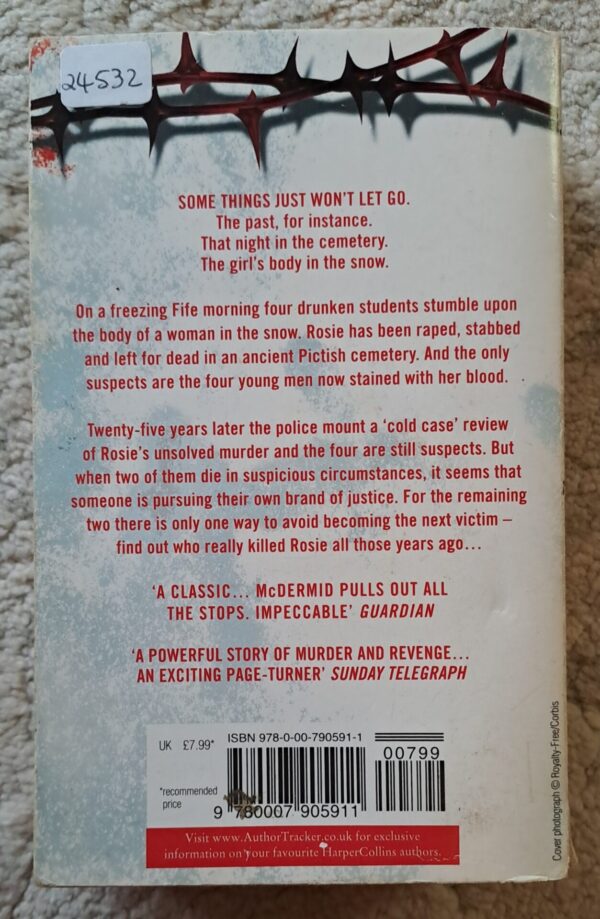 24532
SOME THINGS JUST WON'T LET GO.
The past, for instance.
That night in the cemetery.
The girl's body in the snow.
On a freezing Fife morning four drunken students stumble upon
the body of a woman in the snow. Rosie has been raped, stabbed
and left for dead in an ancient Pictish cemetery. And the only
suspects are the four young men now stained with her blood.
Twenty-five years later the police mount a 'cold case' review
of Rosie's unsolved murder and the four are still suspects. But
when two of them die in suspicious circumstances, it seems that
someone is pursuing their own brand of justice. For the remaining
two there is only one way to avoid becoming the next victim –
find out who really killed Rosie all those years ago...
'A CLASSIC... McDERMID PULLS OUT ALL
THE STOPS. IMPECCABLE' GUARDIAN
'A POWERFUL STORY OF MURDER AND REVENGE...
AN EXCITING PAGE-TURNER' SUNDAY TELEGRAPH
UK £7.99*
*recommended
price
ISBN 978-0-00-790591-1
00799
9 780007 905911
Visit www.AuthorTracker.co.uk for exclusive
information on your favourite HarperCollins authors.
Cover photograph © Royalty-Free/Corbis